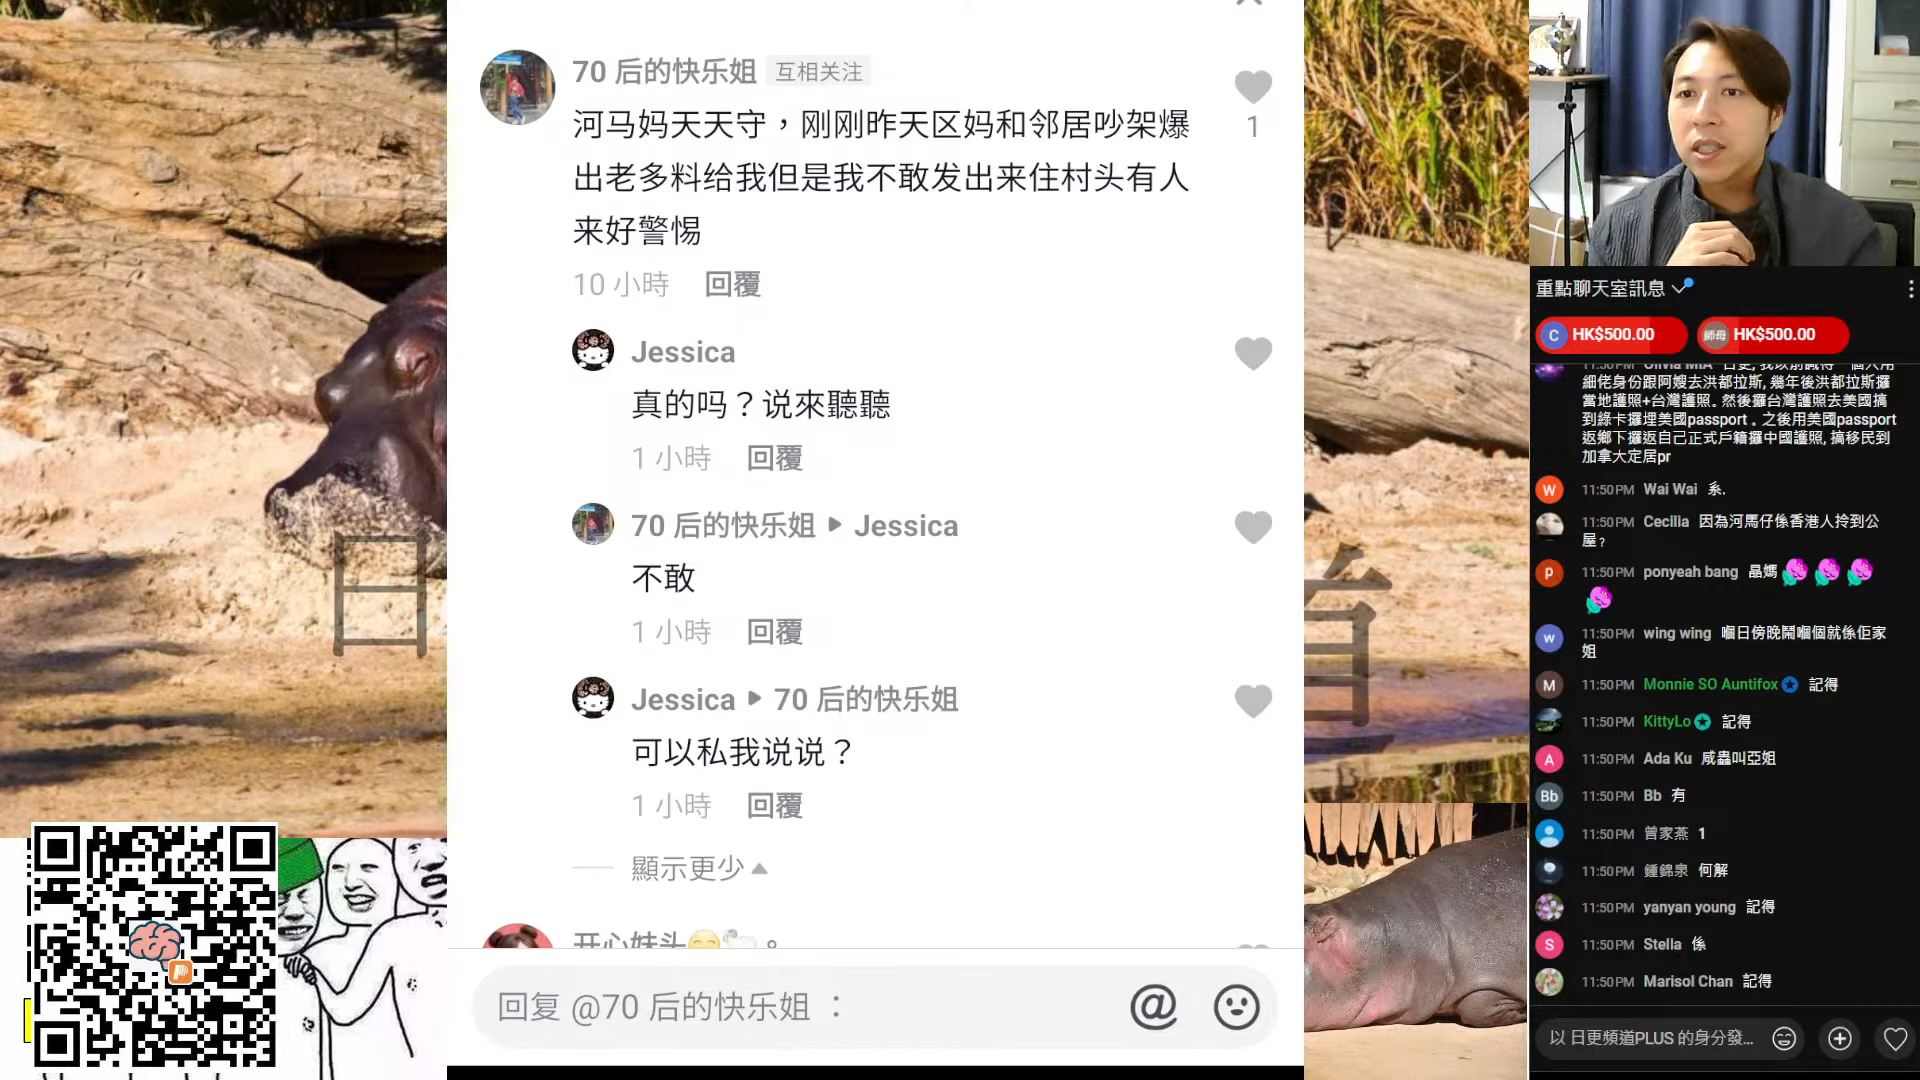 70 后的快乐姐 互相关注
河马妈天天守，刚刚昨天区妈和邻居吵架爆
出老多料给我但是我不敢发出来住村头有人
来好警惕
1
10 小時 回覆
Jessica
真的吗？说來聽聽
1 小時 回覆
70 后的快乐姐 ▸ Jessica
不敢
1 小時 回覆
Jessica ▸ 70 后的快乐姐
可以私我说说？
1 小時 回覆
顯示更少
开心妹头
回复 @70 后的快乐姐 ：
日
重點聊天室訊息
C HK$500.00
師母 HK$500.00
細佬身份跟阿嫂去洪都拉斯, 幾年後洪都拉斯攞
當地護照+台灣護照。然後攞台灣護照去美國搞
到綠卡攞埋美國passport。之後用美國passport
返鄉下攞返自己正式戶籍攞中國護照, 搞移民到
加拿大定居pr
W 11:50PM Wai Wai 系.
11:50PM Cecilia 因為河馬仔係香港人拎到公
屋？
p 11:50PM ponyeah bang 晶媽
w 11:50PM wing wing 嗰日傍晚鬧嗰個就係佢家
姐
M 11:50PM Monnie SO Auntifox 記得
11:50PM KittyLo 記得
A 11:50PM Ada Ku 咸蟲叫亞姐
Bb 11:50PM Bb 有
11:50PM 曾家燕 1
11:50PM 鍾錦泉 何解
11:50PM yanyan young 記得
S 11:50PM Stella 係
11:50PM Marisol Chan 記得
以 日更頻道PLUS 的身分發...